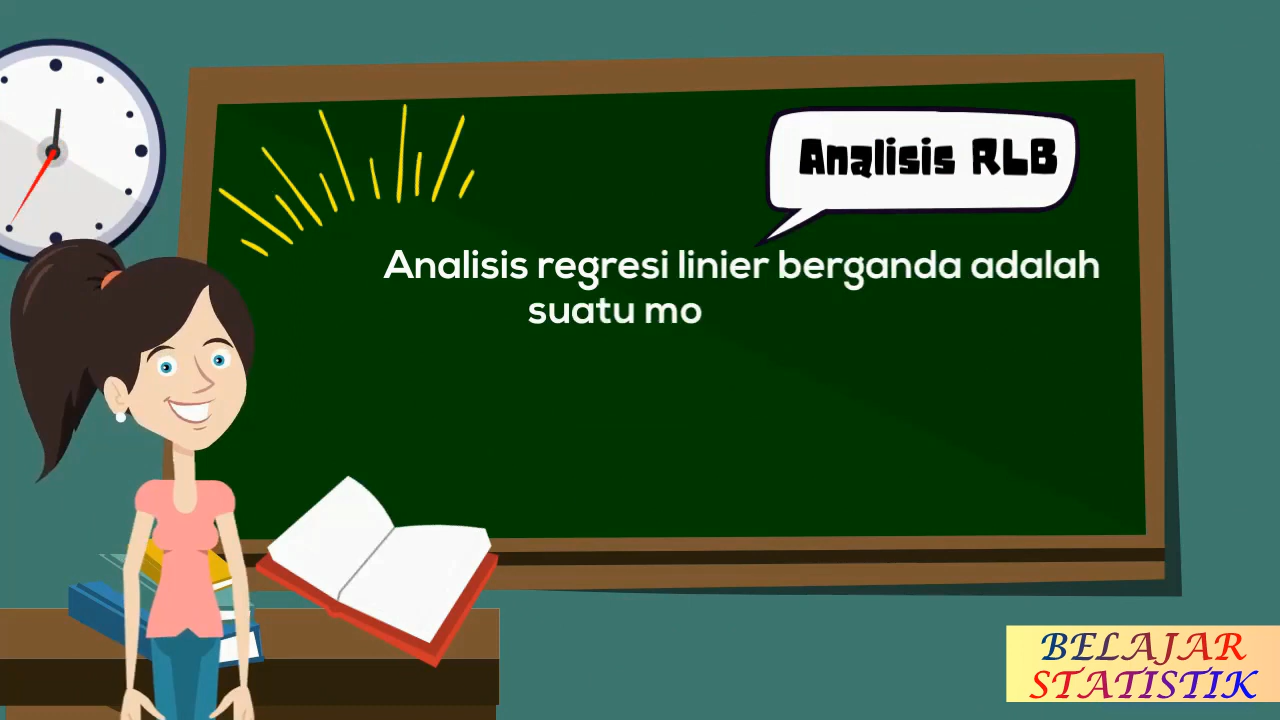 Analisis RLB
Analisis regresi linier berganda adalah
suatu mo
BELAJAR
STATISTIK